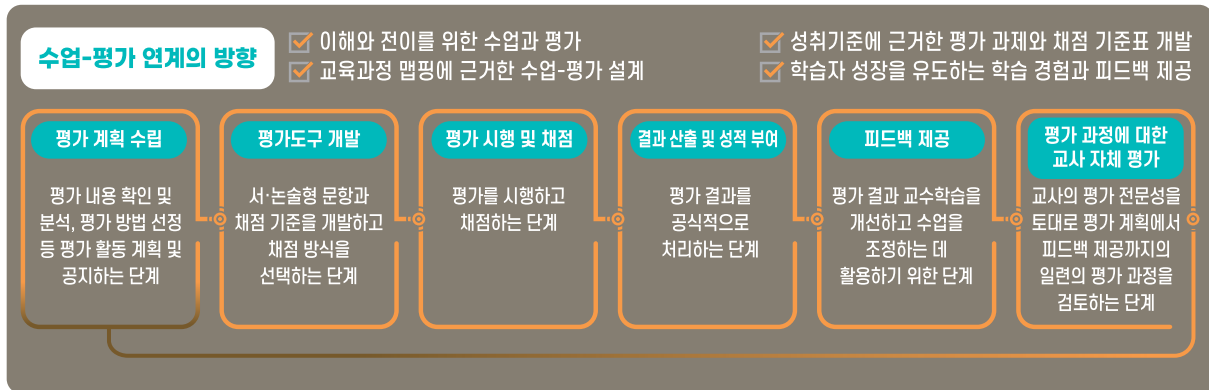 수업-평가 연계의 방향
이해와 전이를 위한 수업과 평가
교육과정 맵핑에 근거한 수업-평가 설계
성취기준에 근거한 평가 과제와 채점 기준표 개발
학습자 성장을 유도하는 학습 경험과 피드백 제공
평가 계획 수립
평가 내용 확인 및
분석, 평가 방법 선정
등 평가 활동 계획 및
공지하는 단계
평가도구 개발
서·논술형 문항과
채점 기준을 개발하고
채점 방식을
선택하는 단계
평가 시행 및 채점
평가를 시행하고
채점하는 단계
결과 산출 및 성적 부여
평가 결과를
공식적으로
처리하는 단계
피드백 제공
평가 결과 교수학습을
개선하고 수업을
조정하는 데
활용하기 위한 단계
평가 과정에 대한
교사 자체 평가
교사의 평가 전문성을
토대로 평가 계획에서
피드백 제공까지의
일련의 평가 과정을
검토하는 단계